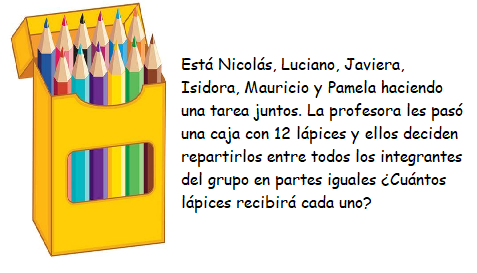 Está Nicolás, Luciano, Javiera,
Isidora, Mauricio y Pamela haciendo
una tarea juntos. La profesora les pasó
una caja con 12 lápices y ellos deciden
repartirlos entre todos los integrantes
del grupo en partes iguales ¿Cuántos
lápices recibirá cada uno?